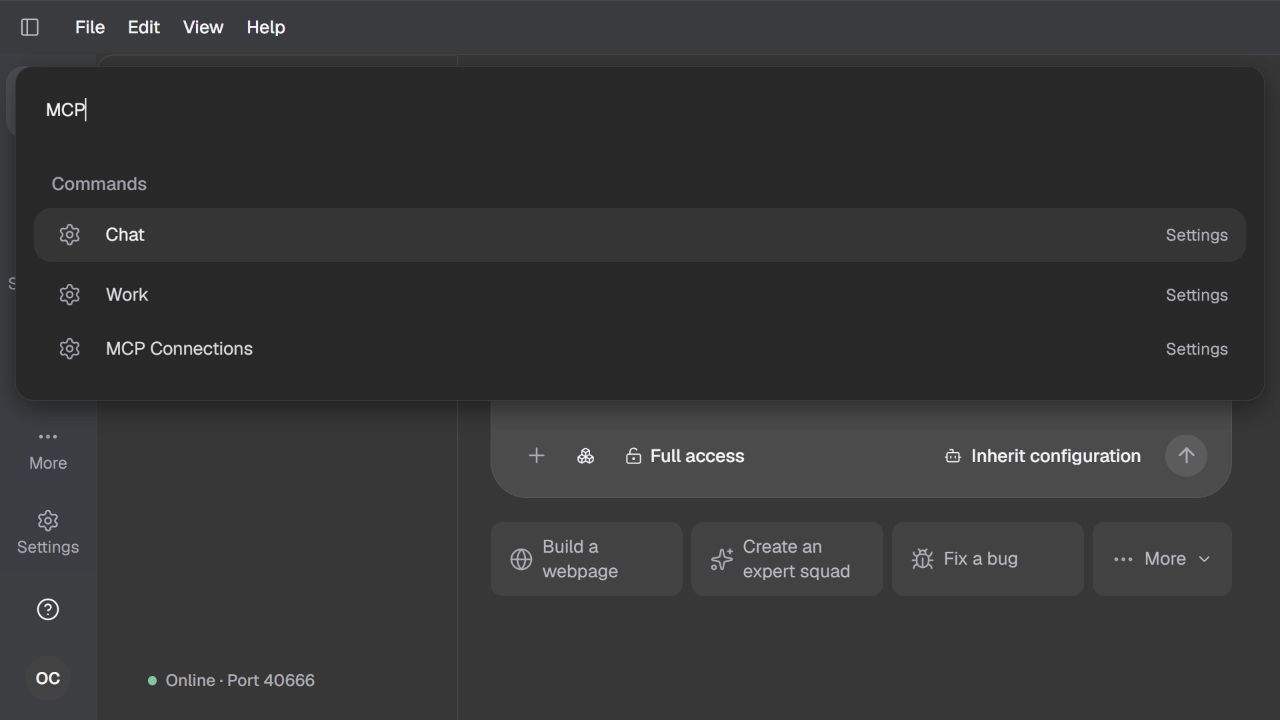 File Edit View Help
MCP
Commands
Chat Settings
Work Settings
MCP Connections Settings
More
Settings
OC
Full access Inherit configuration
Build a
webpage
Create an
expert squad
Fix a bug
More
Online · Port 40666